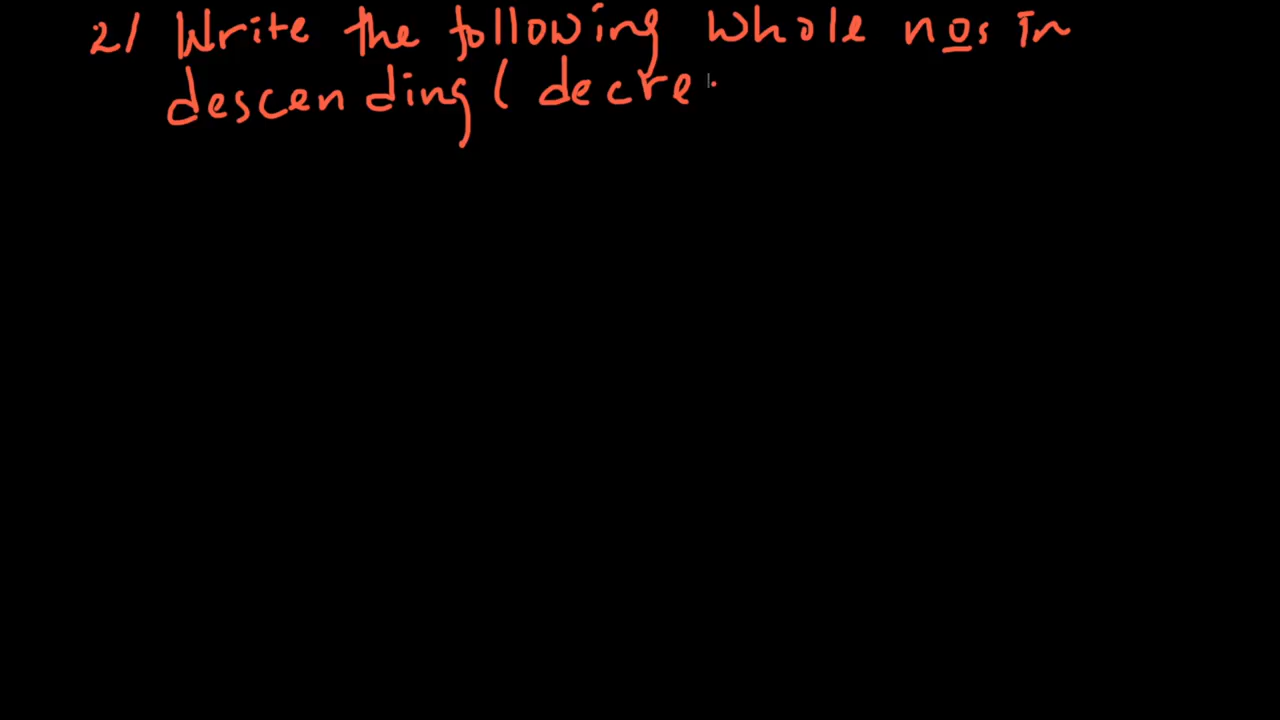 2/ Write the following whole nos in
descending ( decre